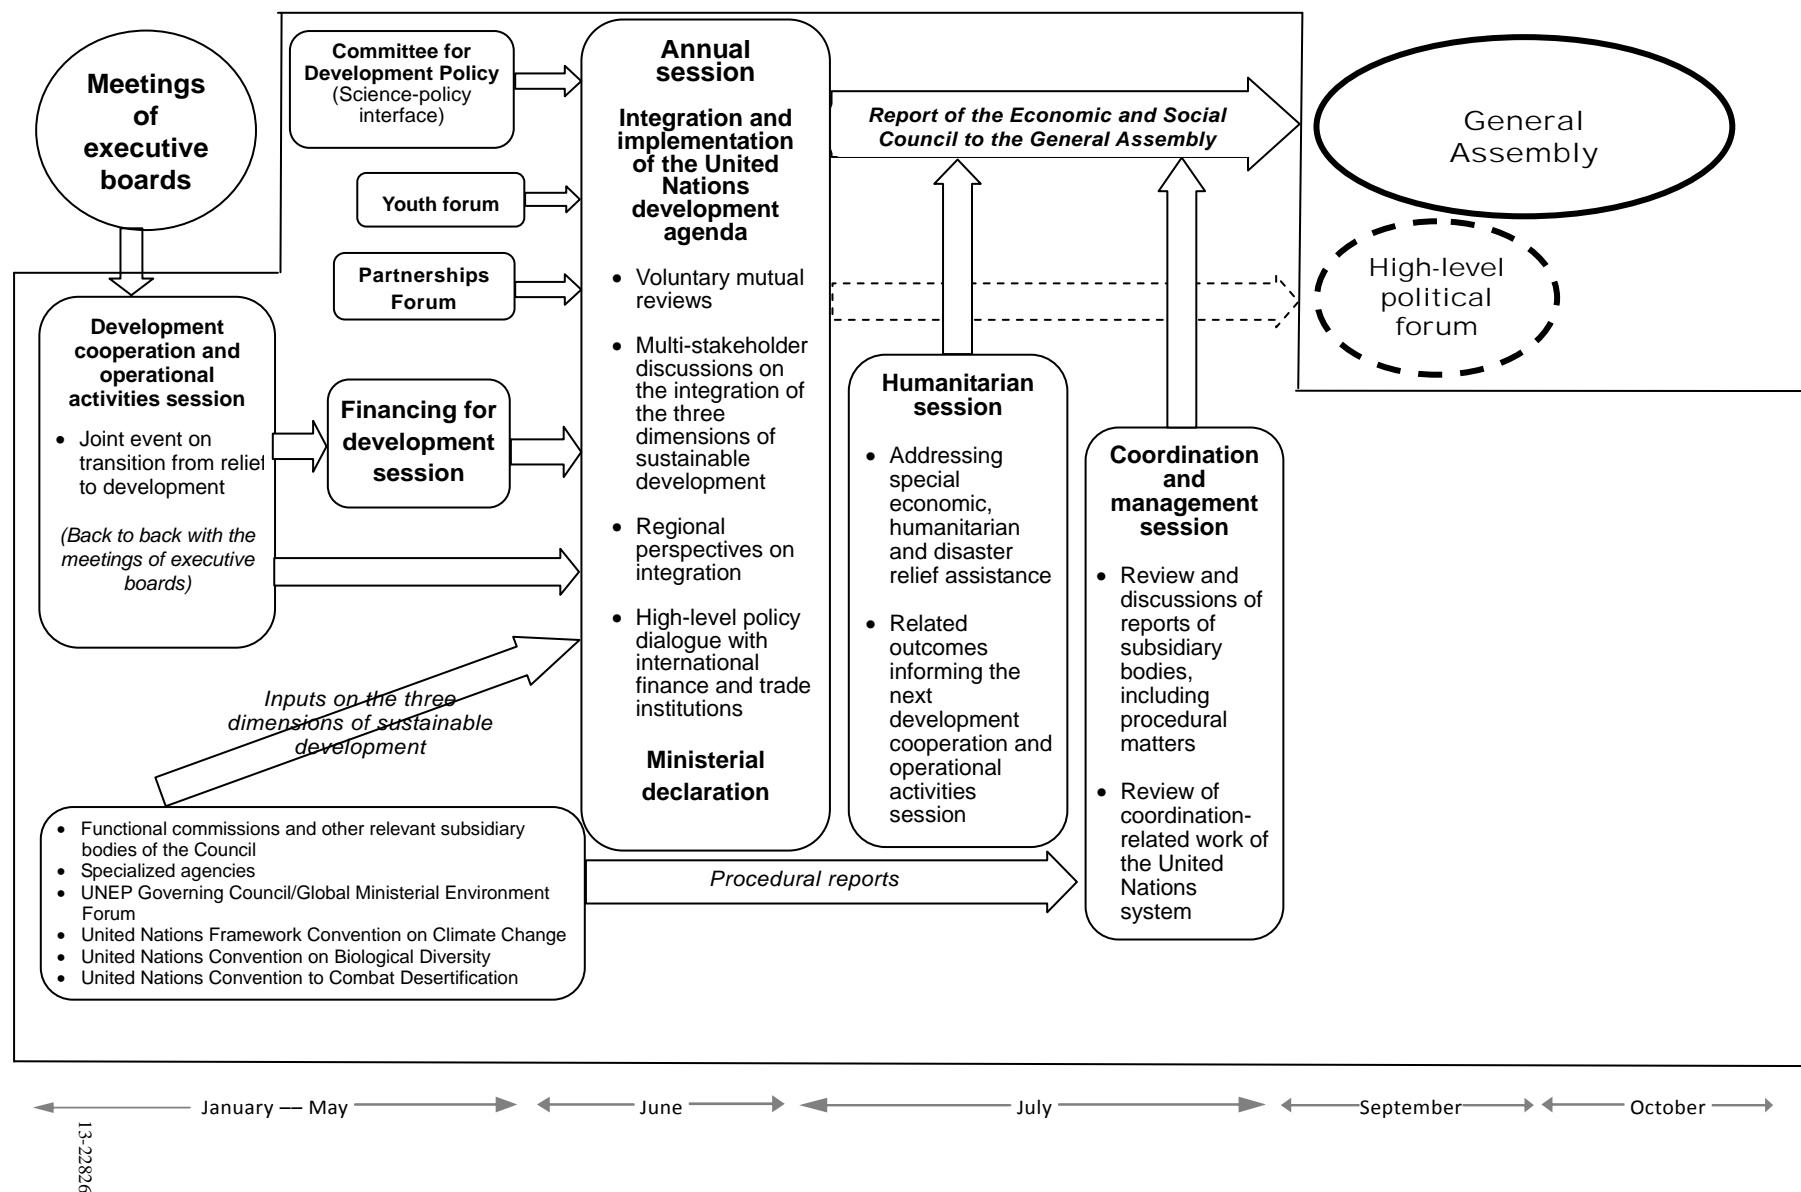 Meetings
of
executive
boards
Committee for
Development Policy
(Science-policy
interface)
Youth forum
Partnerships
Forum
Development
cooperation and
operational
activities session
• Joint event on
transition from relief
to development
(Back to back with the
meetings of executive
boards)
Financing for
development
session
Inputs on the three
dimensions of sustainable
development
• Functional commissions and other relevant subsidiary
bodies of the Council
• Specialized agencies
• UNEP Governing Council/Global Ministerial Environment
Forum
• United Nations Framework Convention on Climate Change
• United Nations Convention on Biological Diversity
• United Nations Convention to Combat Desertification
Annual
session
Integration and
implementation
of the United
Nations
development
agenda
• Voluntary mutual
reviews
• Multi-stakeholder
discussions on
the integration of
the three
dimensions of
sustainable
development
• Regional
perspectives on
integration
• High-level policy
dialogue with
international
finance and trade
institutions
Ministerial
declaration
Report of the Economic and Social
Council to the General Assembly
Humanitarian
session
• Addressing
special
economic,
humanitarian
and disaster
relief assistance
• Related
outcomes
informing the
next
development
cooperation and
operational
activities
session
Procedural reports
Coordination
and
management
session
• Review and
discussions of
reports of
subsidiary
bodies,
including
procedural
matters
• Review of
coordination-
related work of
the United
Nations
system
General
Assembly
High-level
political
forum
January — May
June
July
September
October
13-22826